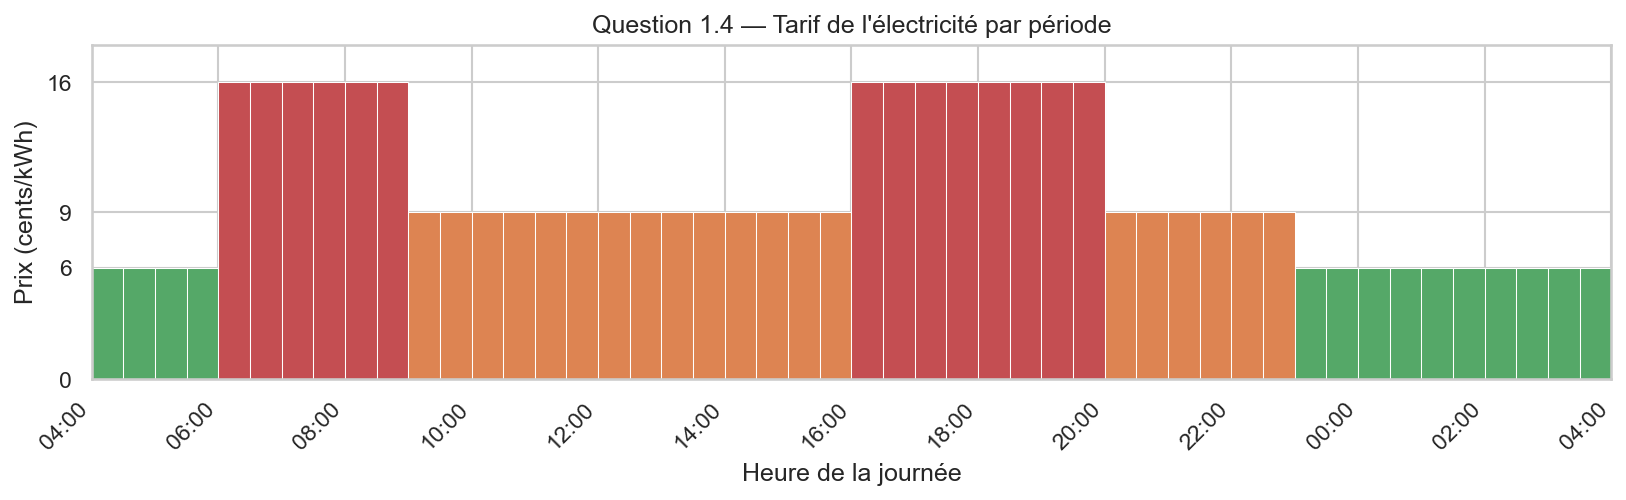 Question 1.4 — Tarif de l'électricité par période
Prix (cents/kWh)
16
9
6
0
04:00 06:00 08:00 10:00 12:00 14:00 16:00 18:00 20:00 22:00 00:00 02:00 04:00
Heure de la journée